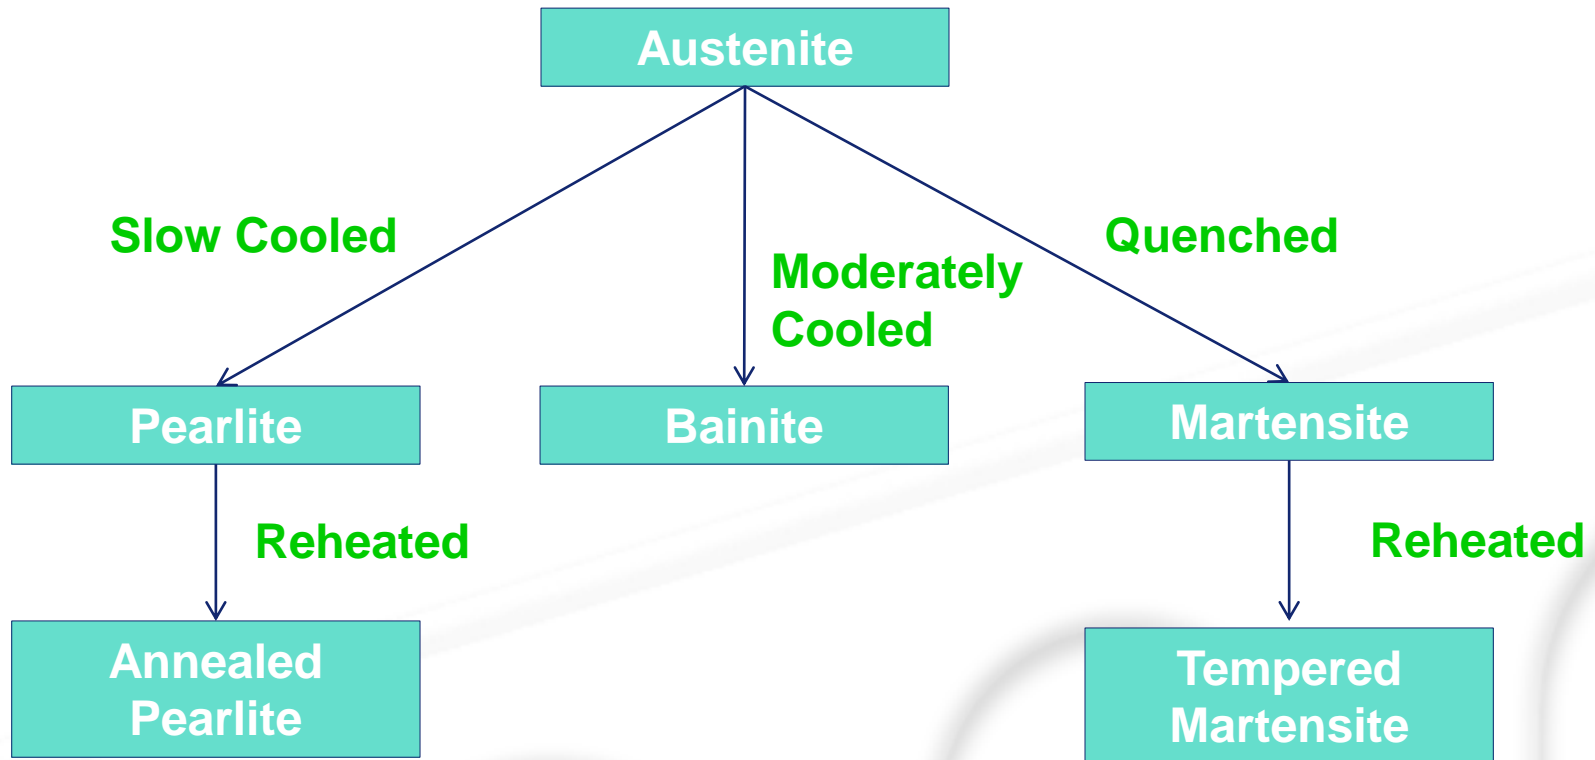 Austenite
Slow Cooled
Quenched
Moderately
Cooled
Pearlite
Bainite
Martensite
Reheated
Reheated
Annealed
Pearlite
Tempered
Martensite